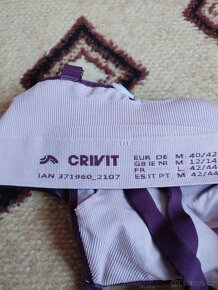 CRIVIT
IAN 371960_2107
EUR DE M 40/42
GB IE NI M 12/14
FR L 42/44
ES IT PT M 42/44